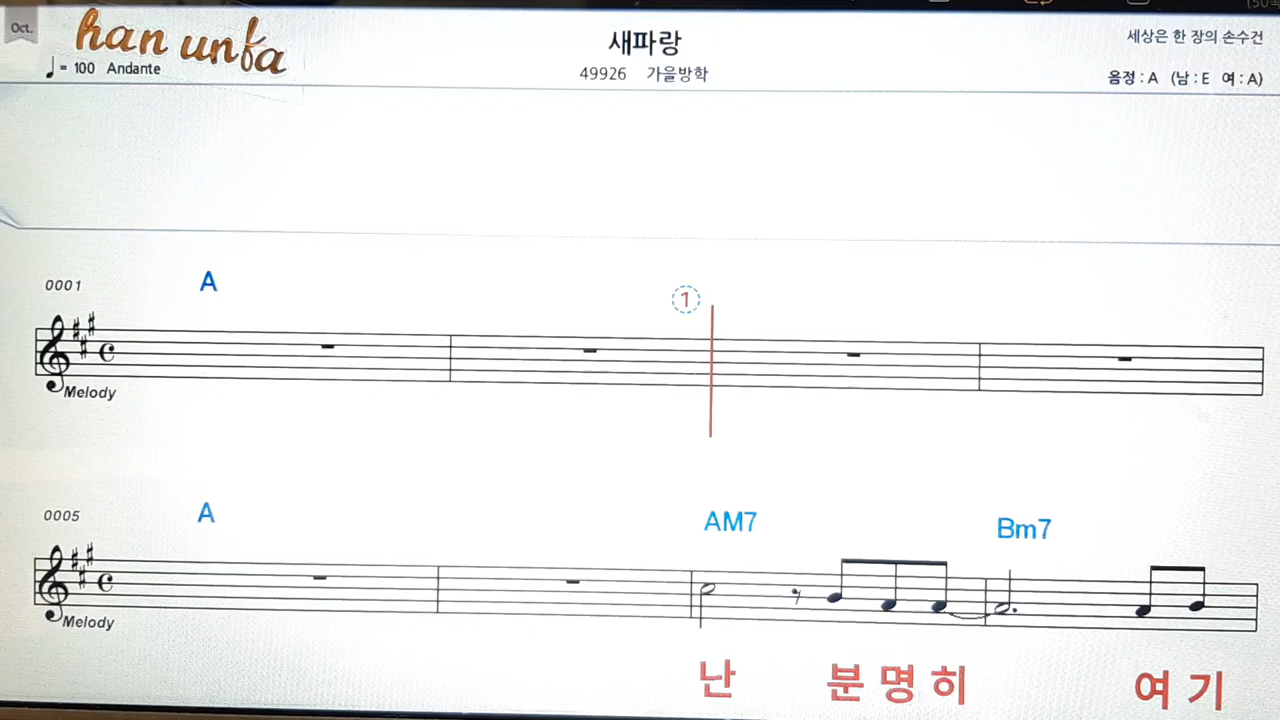 Oct.
han unfa
♩= 100 Andante
새파랑
49926 가을방학
세상은 한 장의 손수건
음정 : A (남 : E 여 : A)
0001
A
1
Melody
0005
A
AM7
Bm7
Melody
난 분 명 히 여 기